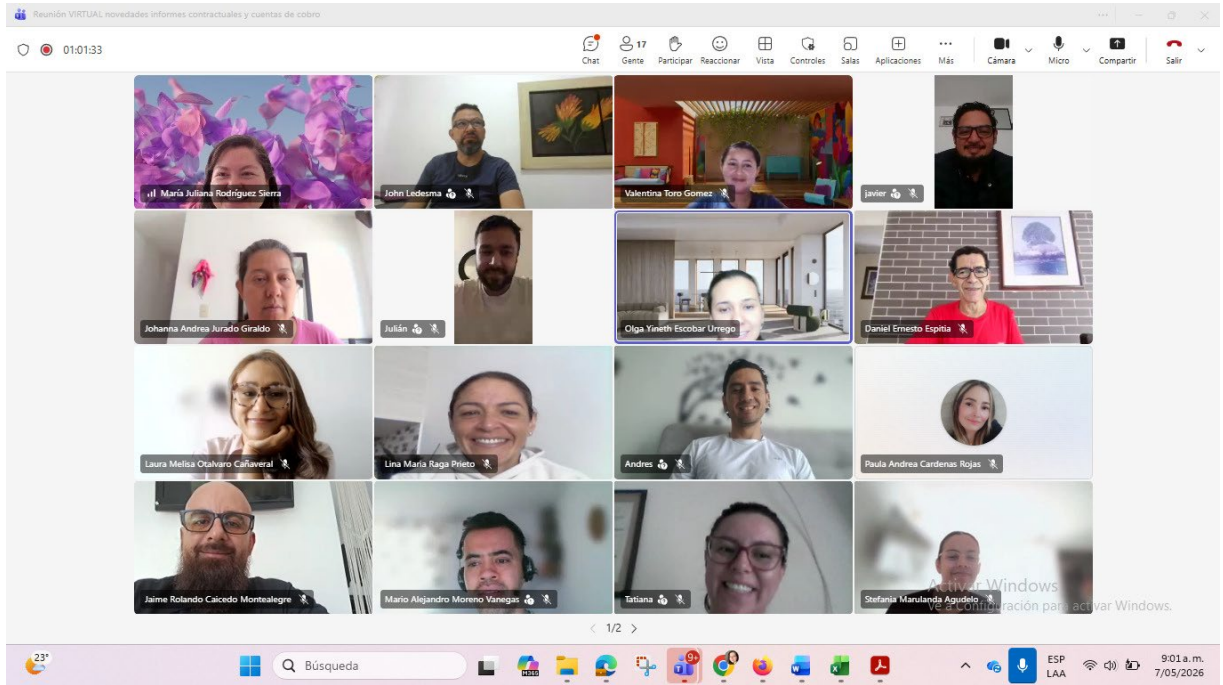 Reunión VIRTUAL novedades informes contractuales y cuentas de cobro
01:01:33
17
Chat Gente Participar Reaccionar Vista Controles Salas Aplicaciones Más Cámara Micro Compartir Salir
María Juliana Rodríguez Sierra
John Ledesma
Valentina Toro Gomez
javier
Johanna Andrea Jurado Giraldo
Julián
Olga Yineth Escobar Urrego
Daniel Ernesto Espitia
Laura Melisa Otalvaro Cañaveral
Lina Maria Raga Prieto
Andres
Paula Andrea Cardenas Rojas
Jaime Rolando Caicedo Montealegre
Mario Alejandro Moreno Vanegas
Tatiana
Stefania Marulanda Agudelo
Activar Windows
Ve a Configuración para activar Windows.
1/2
23°
Búsqueda
M365
9+
ESP
LAA
9:01 a. m.
7/05/2026